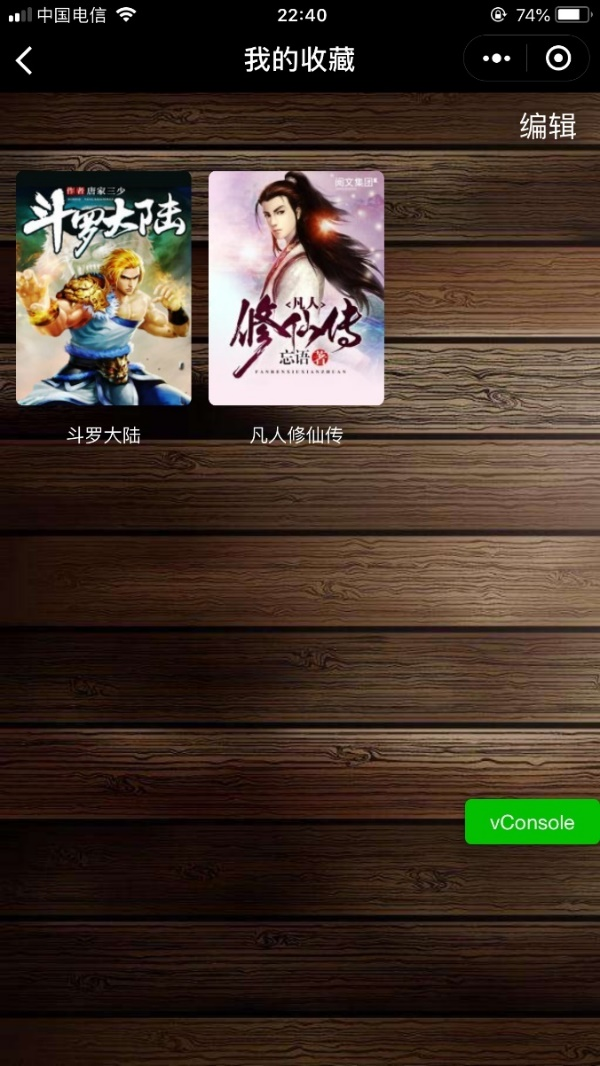 中国电信
22:40
74%
我的收藏
编辑
作者 唐家三少
斗罗大陆
阅文集团
<凡人>
修仙传
忘语 著
FANRENXIUXIANZHUAN
斗罗大陆
凡人修仙传
vConsole